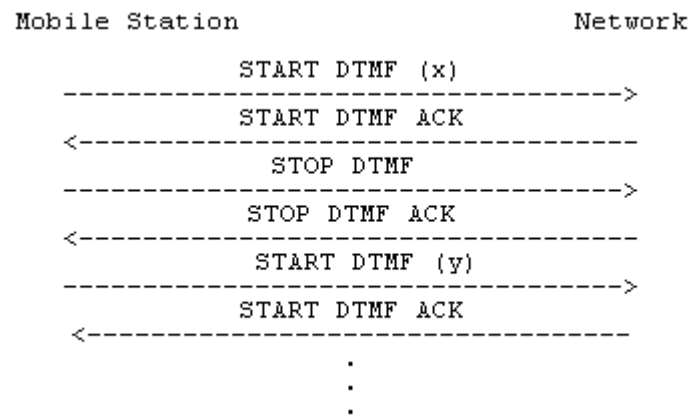 Mobile Station Network
START DTMF (x)
----------------------------------->
START DTMF ACK
<-----------------------------------
STOP DTMF
----------------------------------->
STOP DTMF ACK
<-----------------------------------
START DTMF (y)
----------------------------------->
START DTMF ACK
<----------------------------------
.
.
.